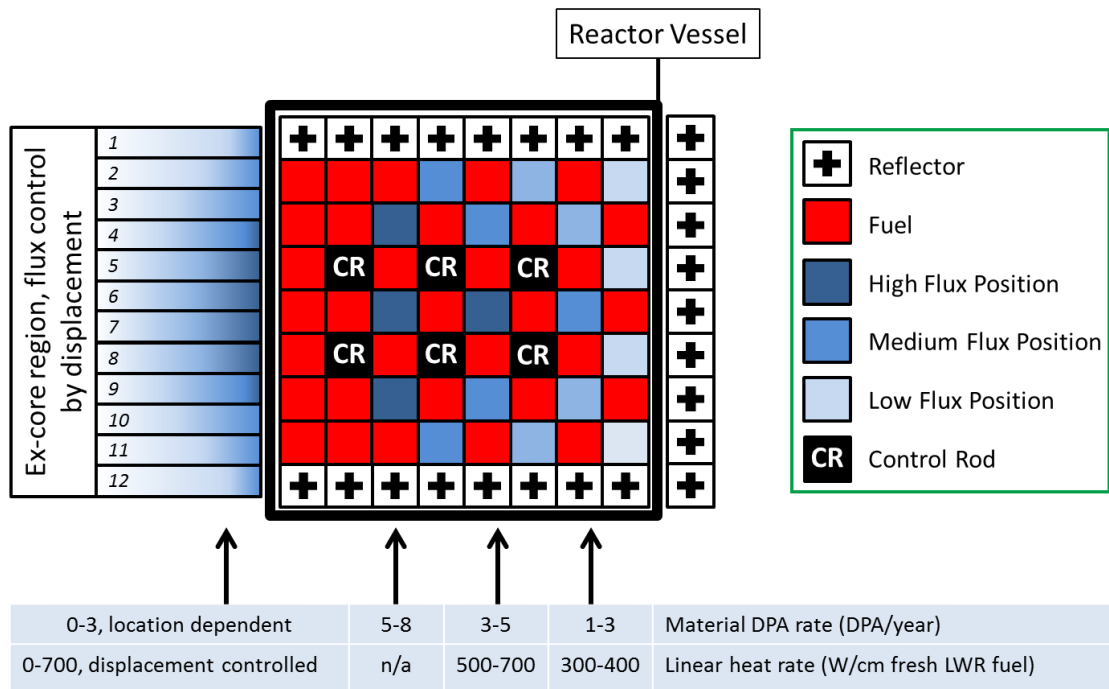 Reactor Vessel
Ex-core region, flux control
by displacement
1
2
3
4
5
6
7
8
9
10
11
12
CR CR CR
CR CR CR
Reflector
Fuel
High Flux Position
Medium Flux Position
Low Flux Position
CR Control Rod
0-3, location dependent 5-8 3-5 1-3 Material DPA rate (DPA/year)
0-700, displacement controlled n/a 500-700 300-400 Linear heat rate (W/cm fresh LWR fuel)